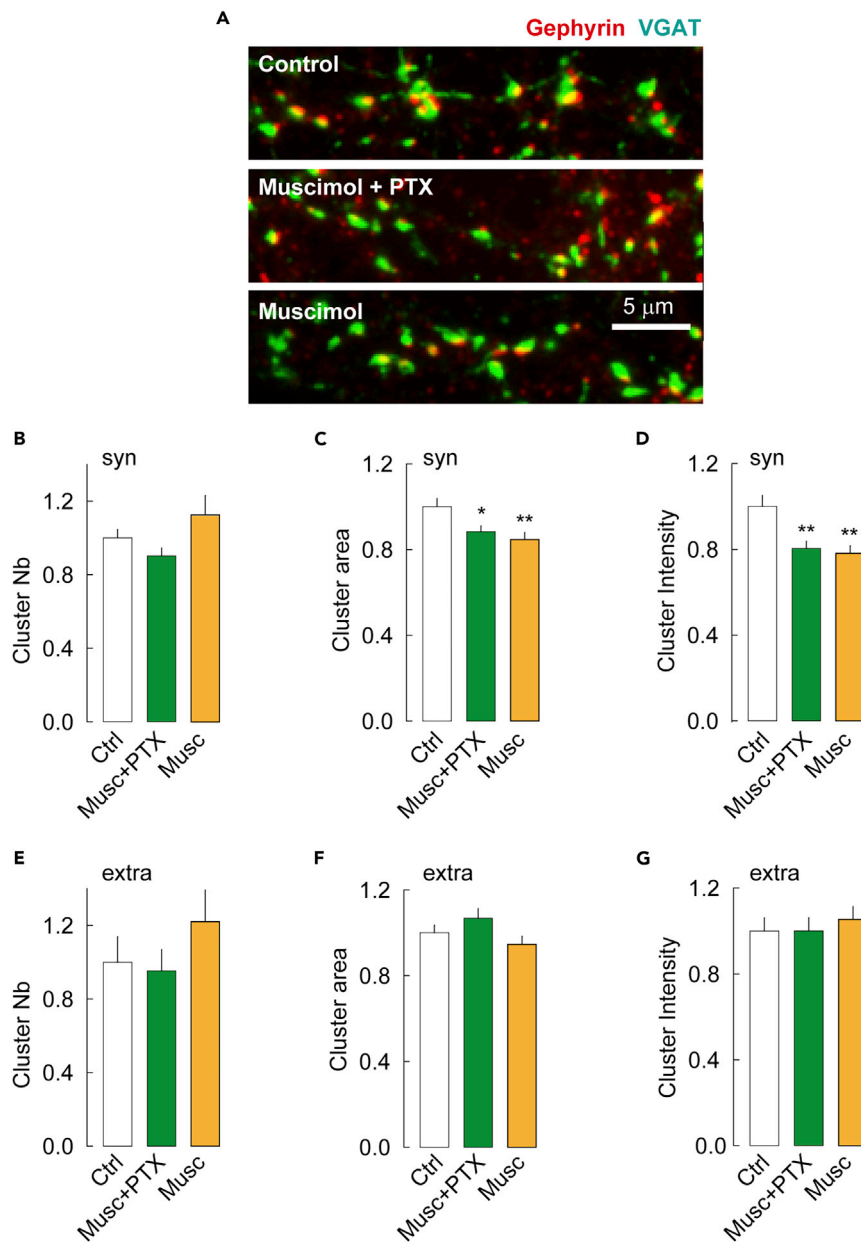 A
Gephyrin VGAT
Control
Muscimol + PTX
Muscimol
5 μm
B
syn
Cluster Nb
1.2
0.8
0.4
0.0
Ctrl
Musc+PTX
Musc
C
syn
Cluster area
1.2
0.8
0.4
0.0
*
**
Ctrl
Musc+PTX
Musc
D
syn
Cluster Intensity
1.2
0.8
0.4
0.0
**
**
Ctrl
Musc+PTX
Musc
E
extra
Cluster Nb
1.2
0.8
0.4
0.0
Ctrl
Musc+PTX
Musc
F
extra
Cluster area
1.2
0.8
0.4
0.0
Ctrl
Musc+PTX
Musc
G
extra
Cluster Intensity
1.2
0.8
0.4
0.0
Ctrl
Musc+PTX
Musc